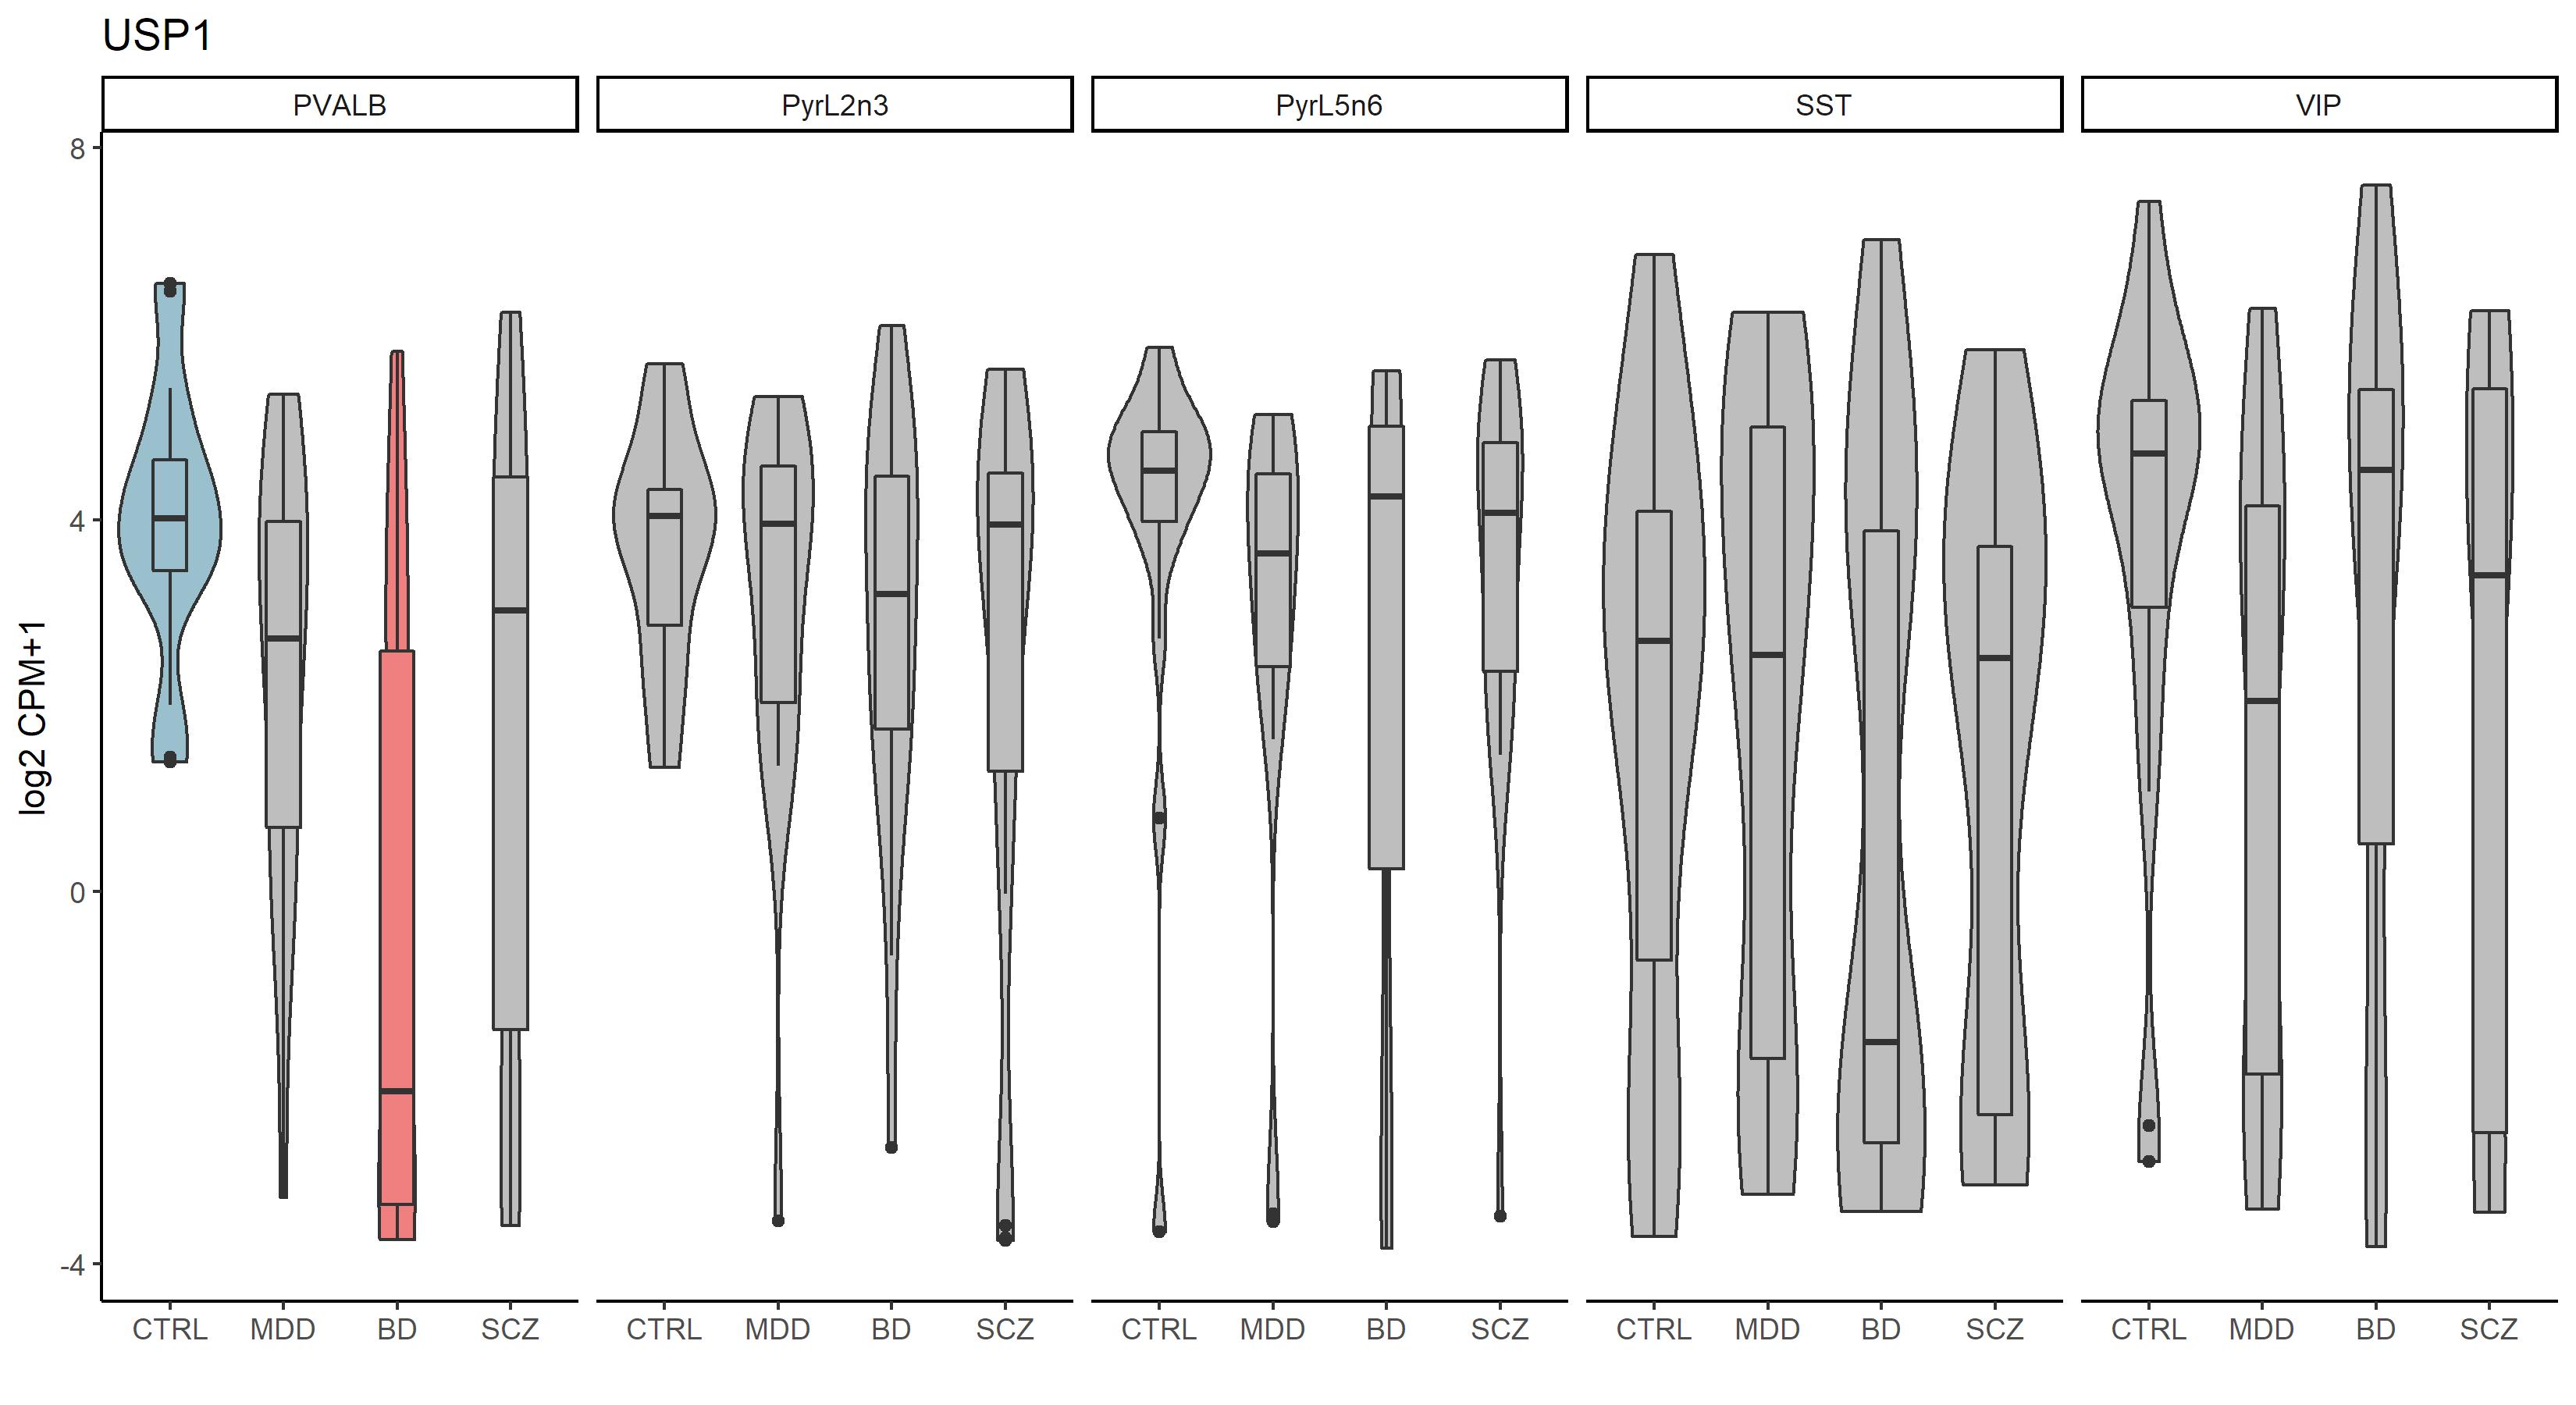 USP1
PVALB PyrL2n3 PyrL5n6 SST VIP
8
4
0
-4
log2 CPM+1
CTRL MDD BD SCZ CTRL MDD BD SCZ CTRL MDD BD SCZ CTRL MDD BD SCZ CTRL MDD BD SCZ